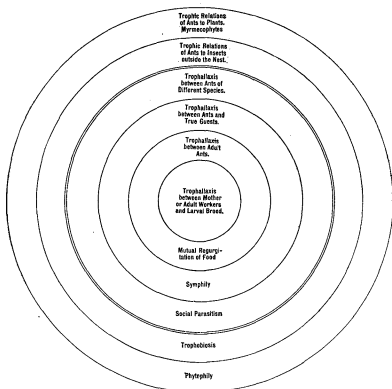 Trophic Relations
of Ants to Plants.
Myrmecophytes
Trophic Relations
of Ants to Insects
outside the Nest.
Trophallaxis
between Ants of
Different Species.
Trophallaxis
between Ants and
True Guests.
Trophallaxis
between Adult
Ants.
Trophallaxis
between Mother
or Adult Workers
and Larval Brood.
Mutual Regurgi-
tation of Food
Symphily
Social Parasitism
Trophobiosis
Phytophily